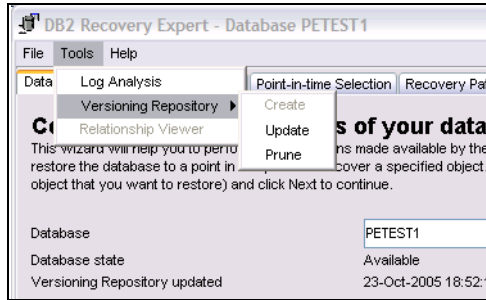 DB2 Recovery Expert - Database PETEST1
File Tools Help
Data Point-in-time Selection Recovery Pa
Log Analysis
Versioning Repository Create
Relationship Viewer Update
Prune
s of your data
This wizard will help you to perfo ns made available by the
restore the database to a point in cover a specified object.
object that you want to restore) and click Next to continue.
Database PETEST1
Database state Available
Versioning Repository updated 23-Oct-2005 18:52: